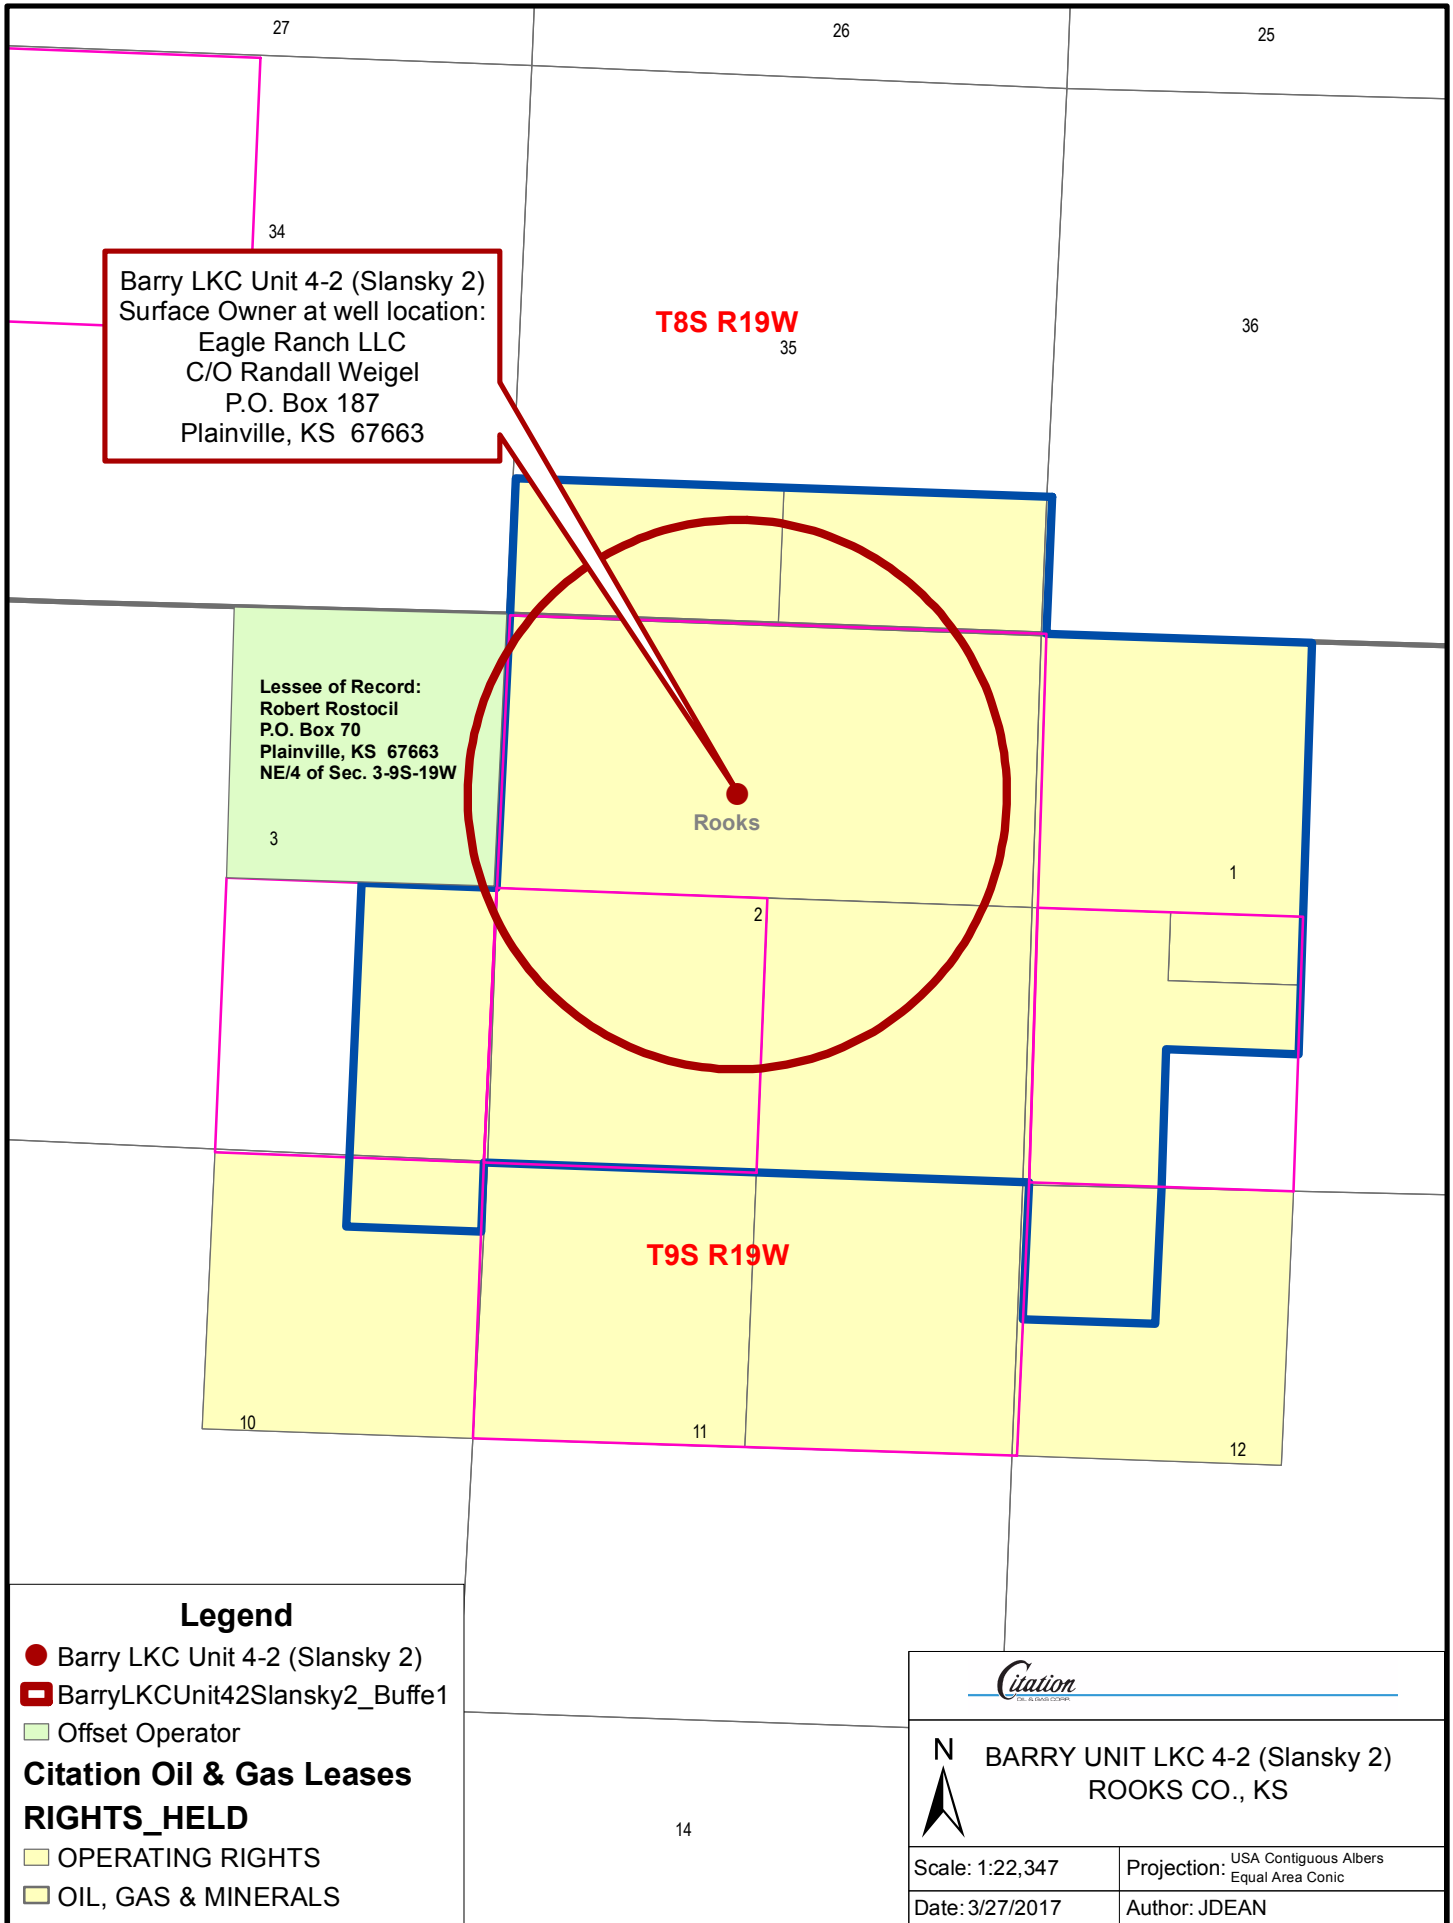 27
26
25
34
Barry LKC Unit 4-2 (Slansky 2)
Surface Owner at well location:
Eagle Ranch LLC
C/O Randall Weigel
P.O. Box 187
Plainville, KS  67663
T8S R19W
35
36
Lessee of Record:
Robert Rostocil
P.O. Box 70
Plainville, KS  67663
NE/4 of Sec. 3-9S-19W
3
Rooks
1
2
T9S R19W
10
11
12
14
Legend
Barry LKC Unit 4-2 (Slansky 2)
BarryLKCUnit42Slansky2_Buffe1
Offset Operator
Citation Oil & Gas Leases
RIGHTS_HELD
OPERATING RIGHTS
OIL, GAS & MINERALS
Citation
OIL & GAS CORP.
N
BARRY UNIT LKC 4-2 (Slansky 2)
ROOKS CO., KS
Scale: 1:22,347
Projection: USA Contiguous Albers
Equal Area Conic
Date: 3/27/2017
Author: JDEAN